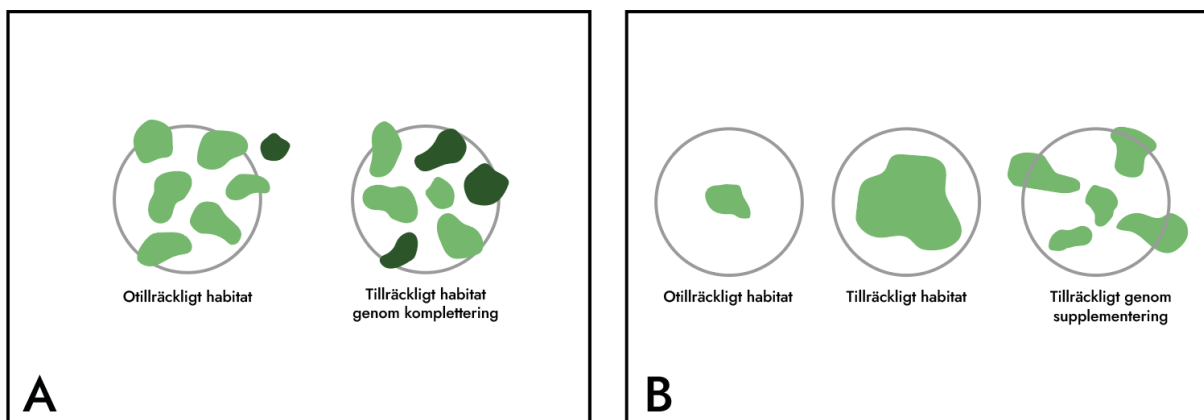 Otillräckligt habitat
Tillräckligt habitat
genom komplettering
A
Otillräckligt habitat
Tillräckligt habitat
Tillräckligt genom
supplementering
B